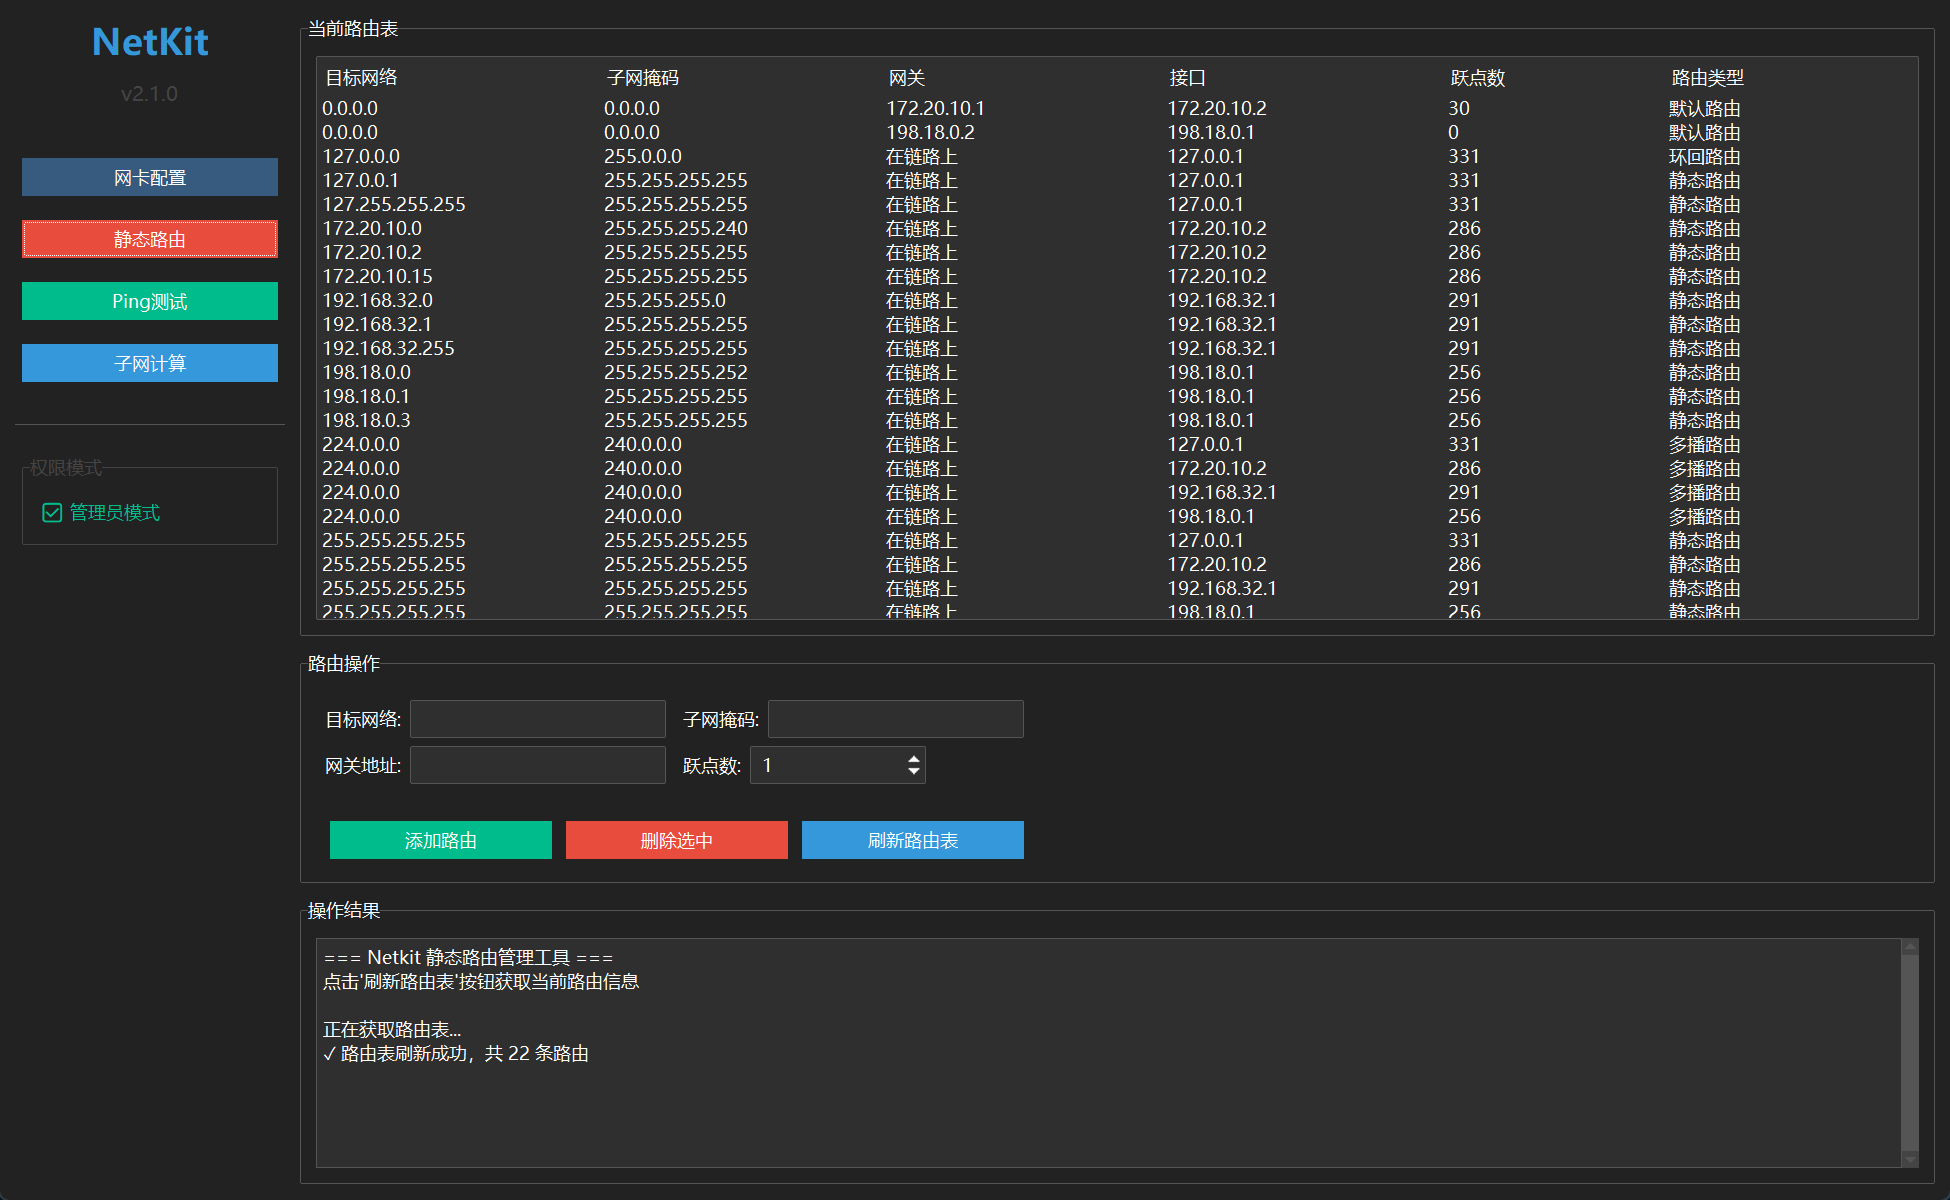 NetKit
v2.1.0
网卡配置
静态路由
Ping测试
子网计算
权限模式
管理员模式
当前路由表
目标网络 子网掩码 网关 接口 跃点数 路由类型
0.0.0.0 0.0.0.0 172.20.10.1 172.20.10.2 30 默认路由
0.0.0.0 0.0.0.0 198.18.0.2 198.18.0.1 0 默认路由
127.0.0.0 255.0.0.0 在链路上 127.0.0.1 331 环回路由
127.0.0.1 255.255.255.255 在链路上 127.0.0.1 331 静态路由
127.255.255.255 255.255.255.255 在链路上 127.0.0.1 331 静态路由
172.20.10.0 255.255.255.240 在链路上 172.20.10.2 286 静态路由
172.20.10.2 255.255.255.255 在链路上 172.20.10.2 286 静态路由
172.20.10.15 255.255.255.255 在链路上 172.20.10.2 286 静态路由
192.168.32.0 255.255.255.0 在链路上 192.168.32.1 291 静态路由
192.168.32.1 255.255.255.255 在链路上 192.168.32.1 291 静态路由
192.168.32.255 255.255.255.255 在链路上 192.168.32.1 291 静态路由
198.18.0.0 255.255.255.252 在链路上 198.18.0.1 256 静态路由
198.18.0.1 255.255.255.255 在链路上 198.18.0.1 256 静态路由
198.18.0.3 255.255.255.255 在链路上 198.18.0.1 256 静态路由
224.0.0.0 240.0.0.0 在链路上 127.0.0.1 331 多播路由
224.0.0.0 240.0.0.0 在链路上 172.20.10.2 286 多播路由
224.0.0.0 240.0.0.0 在链路上 192.168.32.1 291 多播路由
224.0.0.0 240.0.0.0 在链路上 198.18.0.1 256 多播路由
255.255.255.255 255.255.255.255 在链路上 127.0.0.1 331 静态路由
255.255.255.255 255.255.255.255 在链路上 172.20.10.2 286 静态路由
255.255.255.255 255.255.255.255 在链路上 192.168.32.1 291 静态路由
255.255.255.255 255.255.255.255 在链路上 198.18.0.1 256 静态路由
路由操作
目标网络: 子网掩码:
网关地址: 跃点数: 1
添加路由 删除选中 刷新路由表
操作结果
=== Netkit 静态路由管理工具 ===
点击'刷新路由表'按钮获取当前路由信息
正在获取路由表...
✓ 路由表刷新成功，共 22 条路由